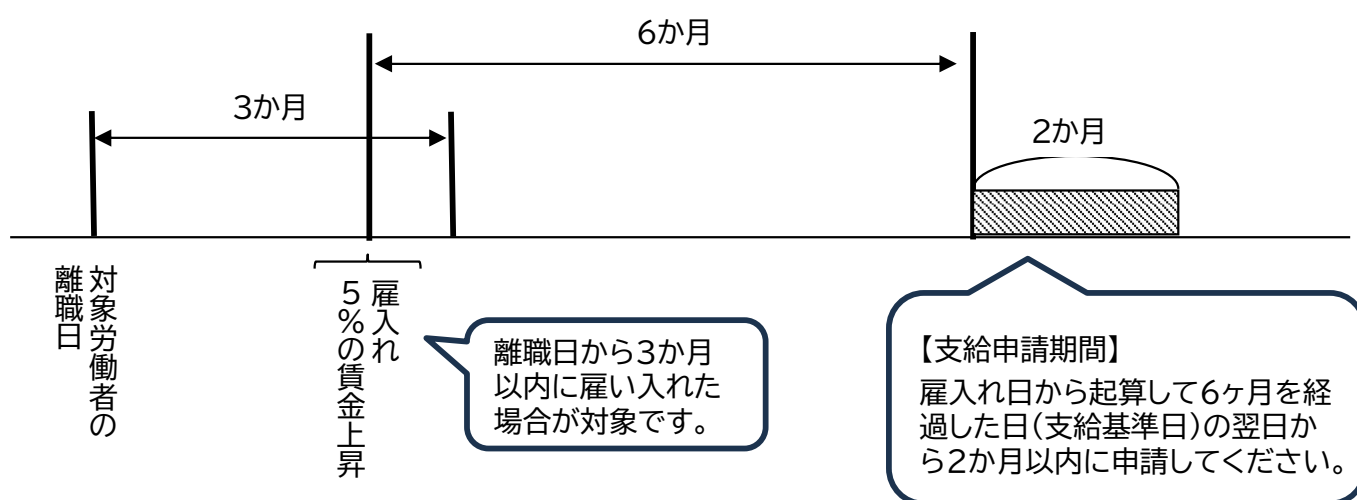 6か月
3か月
2か月
対象労働者の
離職日
雇入れ
5%の賃金上昇
離職日から3か月
以内に雇い入れた
場合が対象です。
【支給申請期間】
雇入れ日から起算して6ヶ月を経
過した日(支給基準日)の翌日か
ら2か月以内に申請してください。